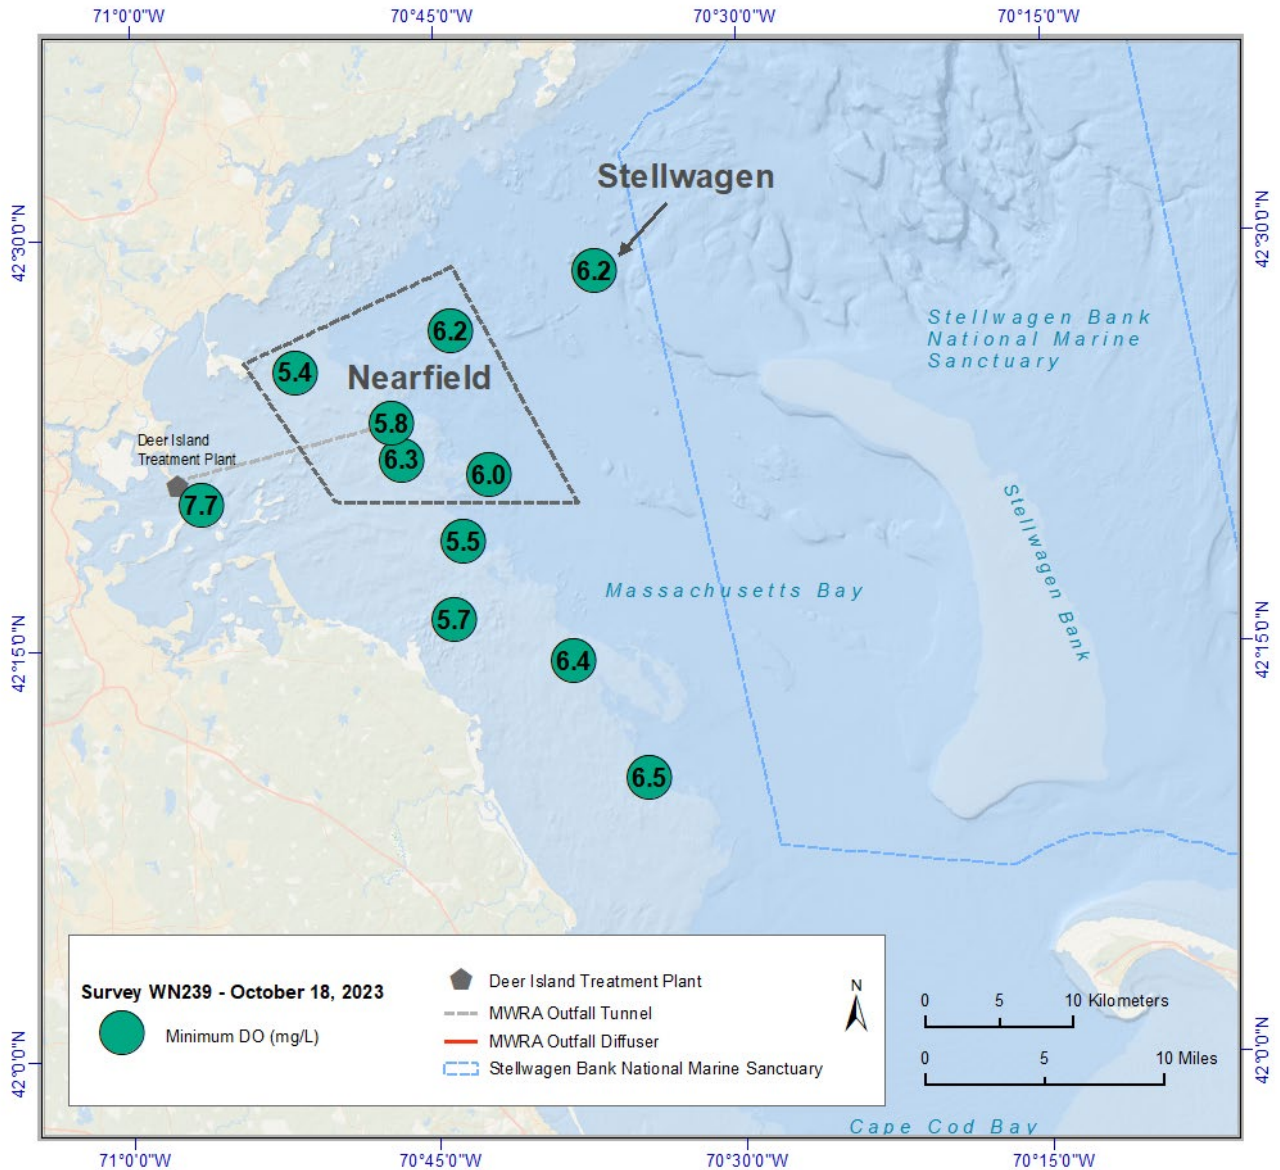 71°0'0"W 70°45'0"W 70°30'0"W 70°15'0"W
Stellwagen
42°30'0"N
42°30'0"N
6.2
6.2
Stellwagen Bank
National Marine
Sanctuary
5.4
Nearfield
5.8
Deer Island
Treatment Plant
6.3
6.0
7.7
Stellwagen Bank
5.5
Massachusetts Bay
5.7
42°15'0"N
42°15'0"N
6.4
6.5
Survey WN239 - October 18, 2023
Minimum DO (mg/L)
Deer Island Treatment Plant
MWRA Outfall Tunnel
MWRA Outfall Diffuser
Stellwagen Bank National Marine Sanctuary
N
0 5 10 Kilometers
0 5 10 Miles
42°0'0"N
42°0'0"N
Cape Cod Bay
71°0'0"W 70°45'0"W 70°30'0"W 70°15'0"W